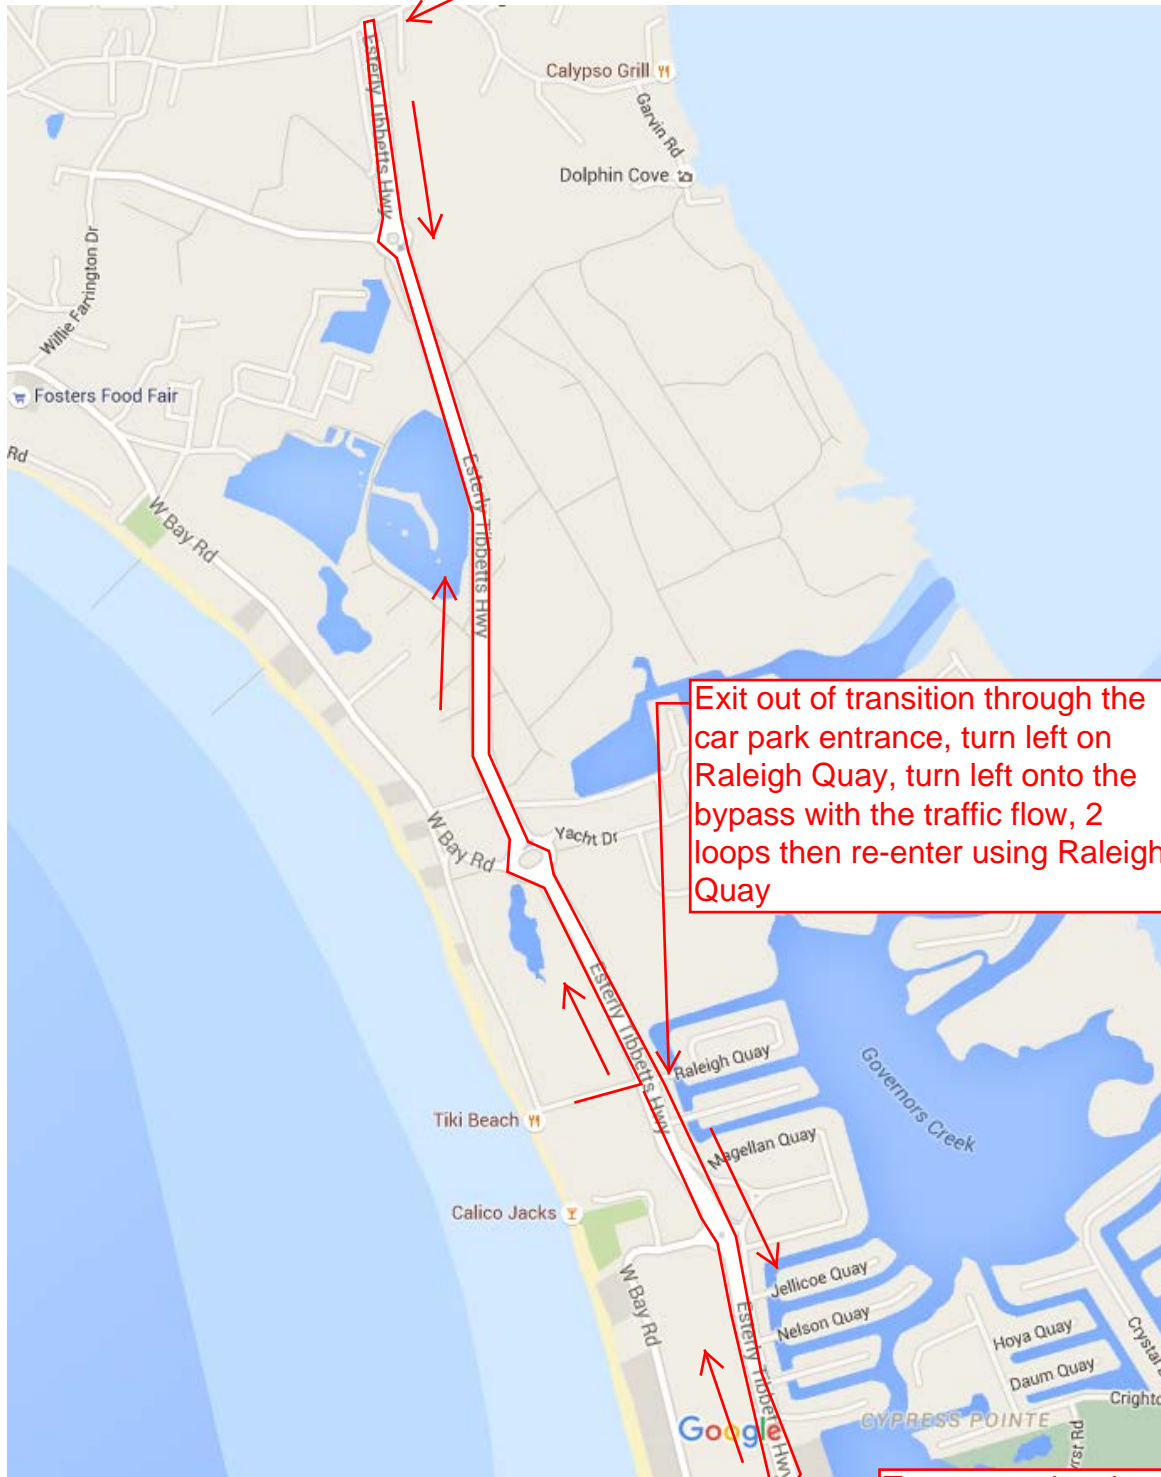 Esterly Tibbetts Hwy
Calypso Grill
Garvin Rd
Dolphin Cove
Willie Farrington Dr
Fosters Food Fair
Rd
W Bay Rd
Esterly Tibbetts Hwy
Exit out of transition through the
car park entrance, turn left on
Raleigh Quay, turn left onto the
bypass with the traffic flow, 2
loops then re-enter using Raleigh
Quay
W Bay Rd
Yacht Dr
Esterly Tibbetts Hwy
Raleigh Quay
Governors Creek
Tiki Beach
Magellan Quay
Calico Jacks
Jellicoe Quay
W Bay Rd
Nelson Quay
Esterly Tibbetts Hwy
Hoya Quay
Crystal
Daum Quay
Google
CYPRESS POINTE